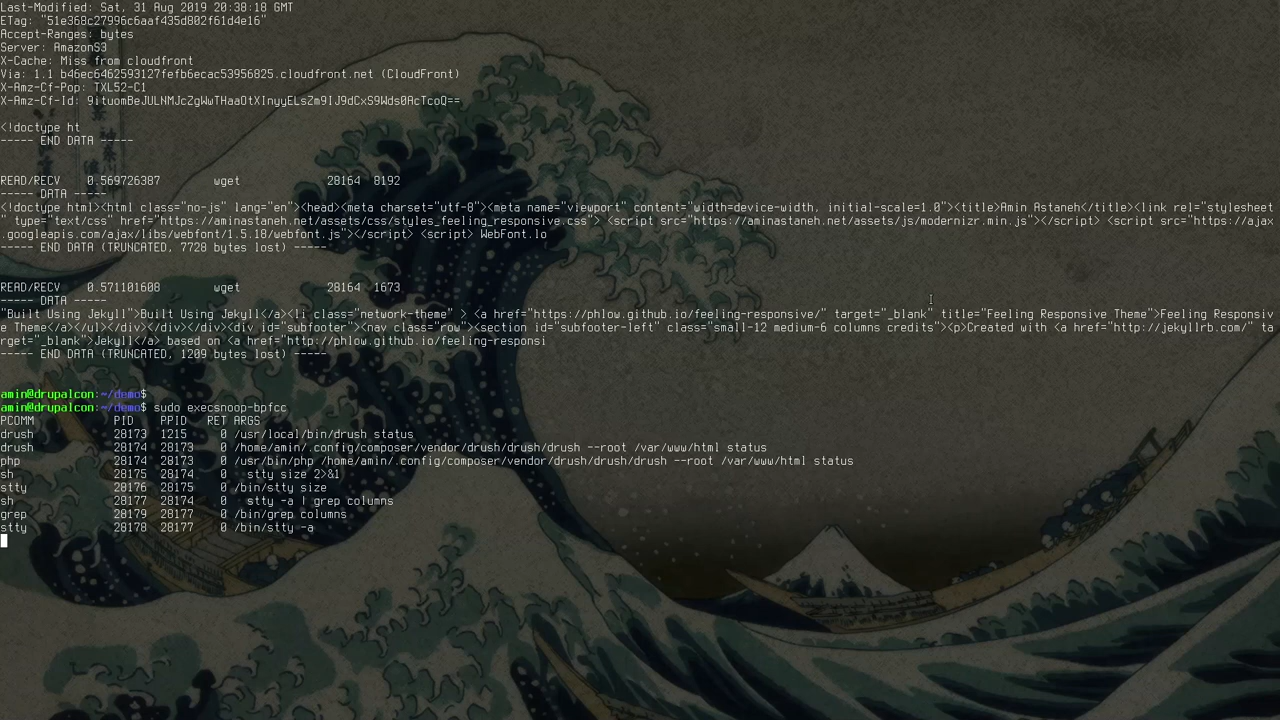 Last-Modified: Sat, 31 Aug 2019 20:38:18 GMT
ETag: "51e368c27996c6aaf435d802f61d4e16"
Accept-Ranges: bytes
Server: AmazonS3
X-Cache: Miss from cloudfront
Via: 1.1 b46ec6462593127fefb6ecac53956825.cloudfront.net (CloudFront)
X-Amz-Cf-Pop: TXL52-C1
X-Amz-Cf-Id: 9ituomBeJULNMJcZgWwTHaaOtXInyyELsZm9IJ9dCxS9Wds0AcTcoQ==
<!doctype ht
----- END DATA -----
READ/RECV 0.569726387 wget 28164 8192
----- DATA -----
<!doctype html><html class="no-js" lang="en"><head><meta charset="utf-8"><meta name="viewport" content="width=device-width, initial-scale=1.0"><title>Amin Astaneh</title><link rel="stylesheet
" type="text/css" href="https://aminastaneh.net/assets/css/styles_feeling_responsive.css"> <script src="https://aminastaneh.net/assets/js/modernizr.min.js"></script> <script src="https://ajax
.googleapis.com/ajax/libs/webfont/1.5.18/webfont.js"></script> <script> WebFont.lo
----- END DATA (TRUNCATED, 7728 bytes lost) -----
READ/RECV 0.571101608 wget 28164 1673
----- DATA -----
"Built Using Jekyll">Built Using Jekyll</a><li class="network-theme" > <a href="https://phlow.github.io/feeling-responsive/" target="_blank" title="Feeling Responsive Theme">Feeling Responsiv
e Theme</a></ul></div></div></div><div id="subfooter"><nav class="row"><section id="subfooter-left" class="small-12 medium-6 columns credits"><p>Created with <a href="http://jekyllrb.com/" ta
rget="_blank">Jekyll</a> based on <a href="http://phlow.github.io/feeling-responsi
----- END DATA (TRUNCATED, 1209 bytes lost) -----
amin@drupalcon:~/demo$
amin@drupalcon:~/demo$ sudo execsnoop-bpfcc
PCOMM PID PPID RET ARGS
drush 28173 1215 0 /usr/local/bin/drush status
drush 28174 28173 0 /home/amin/.config/composer/vendor/drush/drush/drush --root /var/www/html status
php 28174 28173 0 /usr/bin/php /home/amin/.config/composer/vendor/drush/drush/drush --root /var/www/html status
sh 28175 28174 0 stty size 2>&1
stty 28176 28175 0 /bin/stty size
sh 28177 28174 0 stty -a | grep columns
grep 28179 28177 0 /bin/grep columns
stty 28178 28177 0 /bin/stty -a